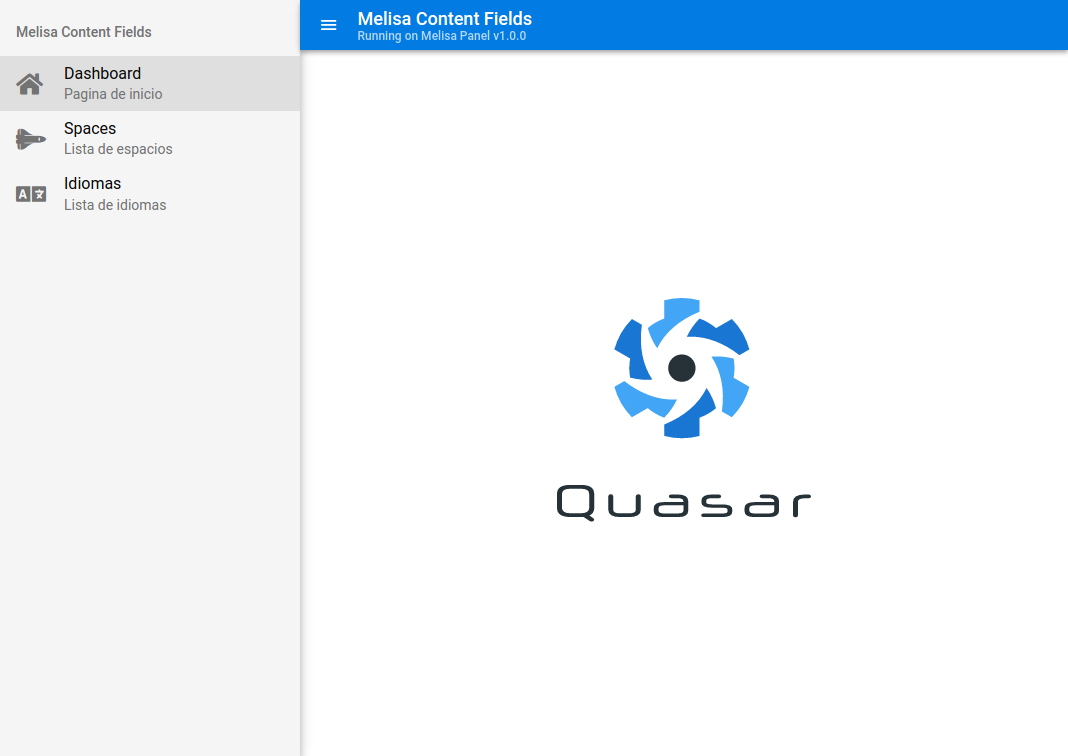 Melisa Content Fields
Dashboard
Pagina de inicio
Spaces
Lista de espacios
Idiomas
Lista de idiomas
Melisa Content Fields
Running on Melisa Panel v1.0.0
Quasar